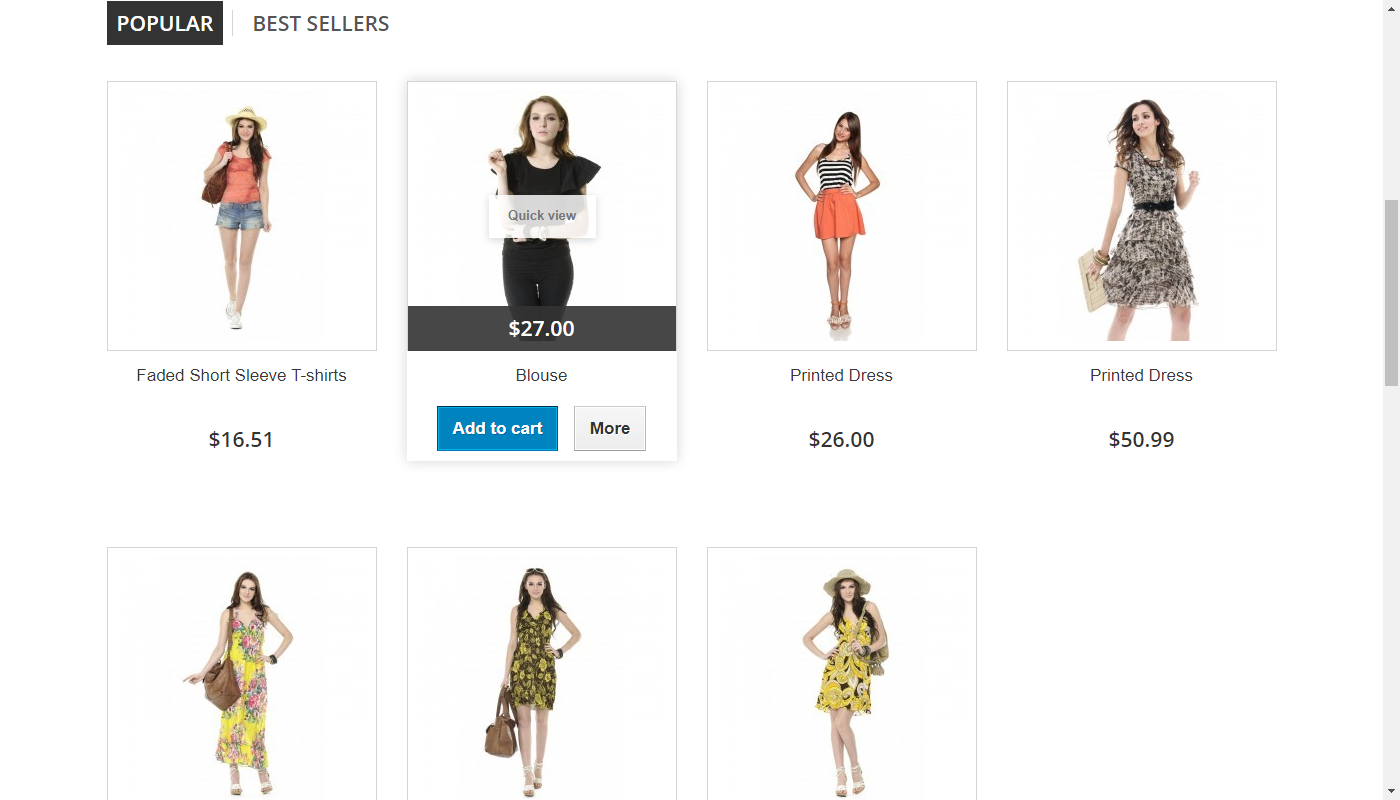 POPULAR
BEST SELLERS
Quick view
$27.00
Faded Short Sleeve T-shirts
Blouse
Printed Dress
Printed Dress
Add to cart
More
$16.51
$26.00
$50.99